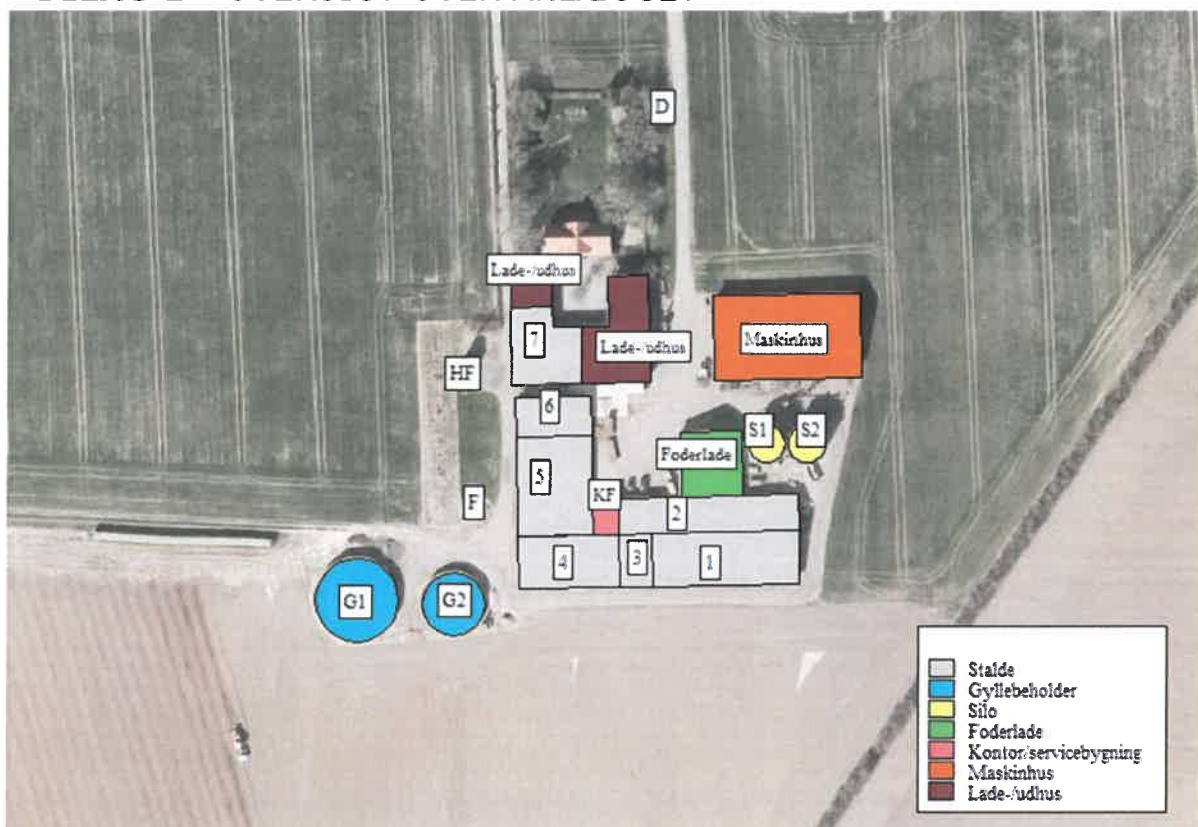 D
Lade-/udhus
7
Lade-/udhus
Maskinhus
HF
6
S1
S2
Foderlade
5
KF
F
2
4
3
1
G1
G2
Stalde
Gyllebeholder
Silo
Foderlade
Kontor/servicebygning
Maskinhus
Lade-/udhus